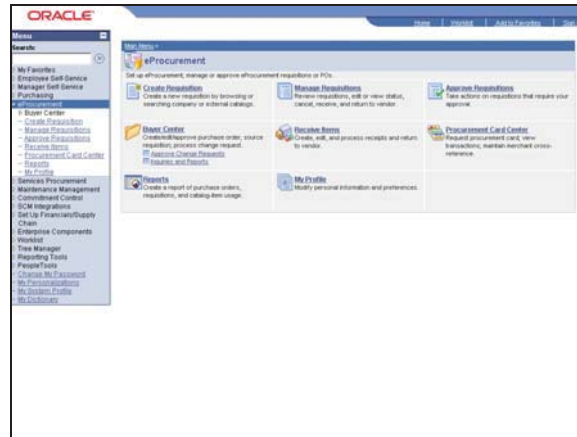 ORACLE
Home Worklist Add to Favorites Sign
Menu
Search:
My Favorites
Employee Self-Service
Manager Self-Service
Purchasing
eProcurement
Buyer Center
Create Requisition
Manage Requisitions
Approve Requisitions
Receive Items
Procurement Card Center
Reports
My Profile
Services Procurement
Maintenance Management
Commitment Control
SCM Integrations
Set Up Financials/Supply
Chain
Enterprise Components
Worklist
Tree Manager
Reporting Tools
PeopleTools
Change My Password
My Personalizations
My System Profile
My Dictionary
Main Menu >
eProcurement
Set up eProcurement, manage or approve eProcurement requisitions or POs.
Create Requisition
Create a new requisition by browsing or
searching company or external catalogs.
Manage Requisitions
Review requisitions, edit or view status,
cancel, receive, and return to vendor.
Approve Requisitions
Take actions on requisitions that require your
approval.
Buyer Center
Create/edit/approve purchase order, source
requisition, process change request.
Approve Change Requests
Inquiries and Reports
Receive Items
Create, edit, and process receipts and return
to vendor.
Procurement Card Center
Request procurement card, view
transactions, maintain merchant cross-
reference.
Reports
Create a report of purchase orders,
requisitions, and catalog-item usage.
My Profile
Modify personal information and preferences.